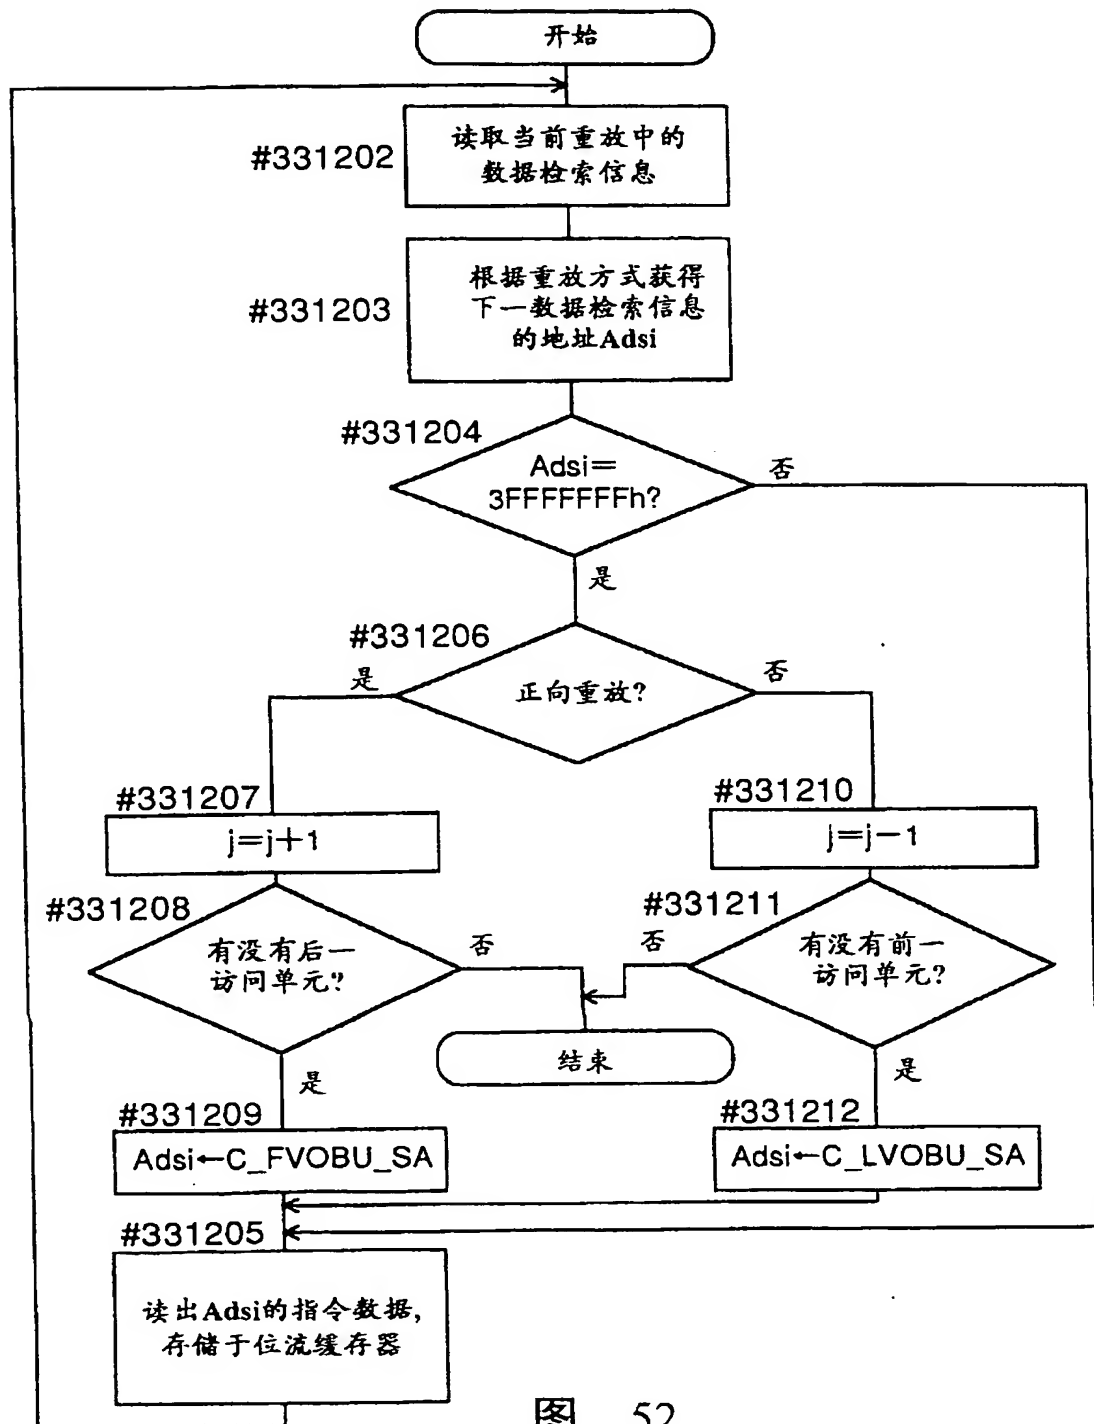 开始
#331202
读取当前重放中的
数据检索信息
#331203
根据重放方式获得
下一数据检索信息
的地址Adsi
#331204
Adsi=
3FFFFFFFh?
否
是
#331206
是
正向重放?
否
#331207
j=j+1
#331210
j=j-1
#331208
有没有后一
访问单元?
否
#331211
否
有没有前一
访问单元?
结束
是
是
#331209
Adsi←C_FVOBU_SA
#331212
Adsi←C_LVOBU_SA
#331205
读出Adsi的指令数据,
存储于位流缓存器
图 52